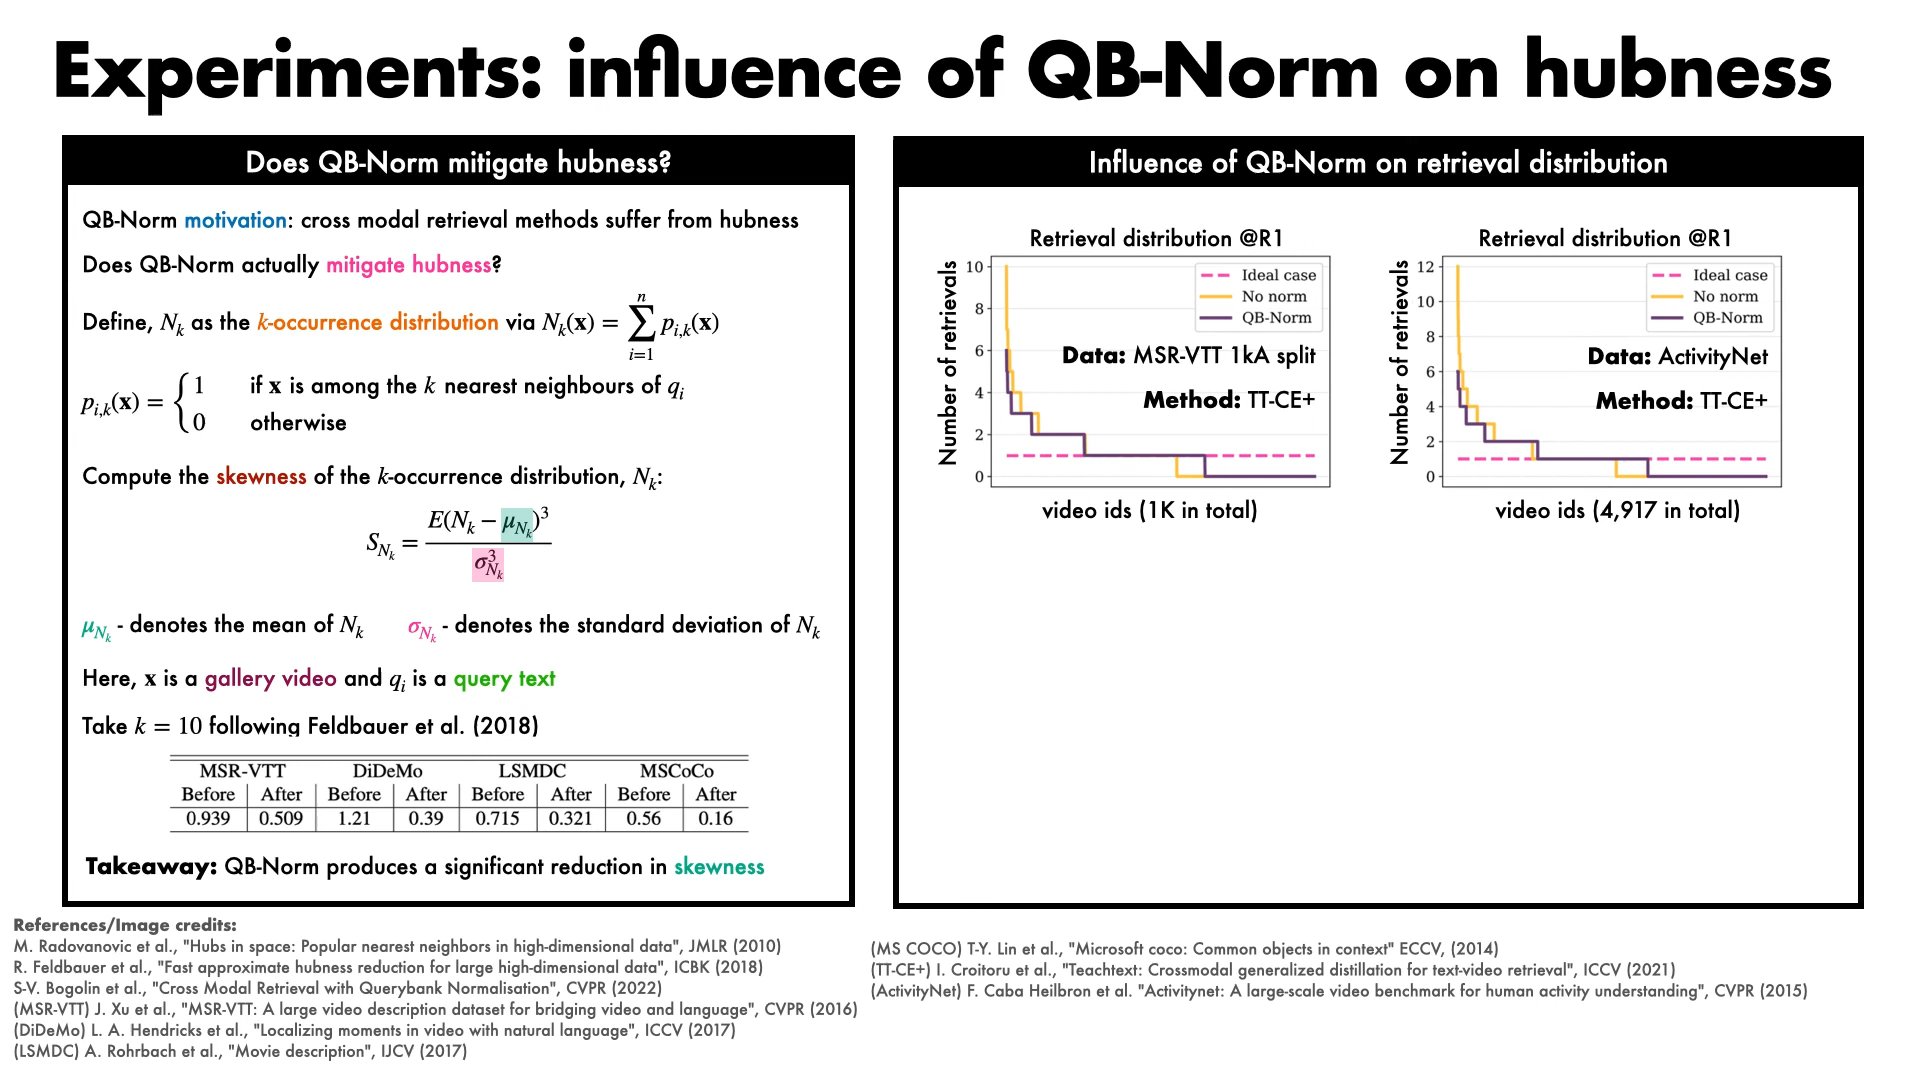 Experiments: influence of QB-Norm on hubness
Does QB-Norm mitigate hubness?
QB-Norm motivation: cross modal retrieval methods suffer from hubness
Does QB-Norm actually mitigate hubness?
Define, N_k as the k-occurrence distribution via N_k(x) = ∑_{i=1}^{n} p_{i,k}(x)
p_{i,k}(x) = { 1 if x is among the k nearest neighbours of q_i
0 otherwise
Compute the skewness of the k-occurrence distribution, N_k:
S_{N_k} = E(N_k − μ_{N_k})^3 / σ^3_{N_k}
μ_{N_k} - denotes the mean of N_k σ_{N_k} - denotes the standard deviation of N_k
Here, x is a gallery video and q_i is a query text
Take k = 10 following Feldbauer et al. (2018)
MSR-VTT DiDeMo LSMDC MSCoCo
Before After Before After Before After Before After
0.939 0.509 1.21 0.39 0.715 0.321 0.56 0.16
Takeaway: QB-Norm produces a significant reduction in skewness
Influence of QB-Norm on retrieval distribution
Retrieval distribution @R1
Number of retrievals
10
8
6
4
2
0
Ideal case
No norm
QB-Norm
Data: MSR-VTT 1kA split
Method: TT-CE+
video ids (1K in total)
Retrieval distribution @R1
Number of retrievals
12
10
8
6
4
2
0
Ideal case
No norm
QB-Norm
Data: ActivityNet
Method: TT-CE+
video ids (4,917 in total)
References/Image credits:
M. Radovanovic et al., "Hubs in space: Popular nearest neighbors in high-dimensional data", JMLR (2010)
R. Feldbauer et al., "Fast approximate hubness reduction for large high-dimensional data", ICBK (2018)
S-V. Bogolin et al., "Cross Modal Retrieval with Querybank Normalisation", CVPR (2022)
(MSR-VTT) J. Xu et al., "MSR-VTT: A large video description dataset for bridging video and language", CVPR (2016)
(DiDeMo) L. A. Hendricks et al., "Localizing moments in video with natural language", ICCV (2017)
(LSMDC) A. Rohrbach et al., "Movie description", IJCV (2017)
(MS COCO) T-Y. Lin et al., "Microsoft coco: Common objects in context" ECCV, (2014)
(TT-CE+) I. Croitoru et al., "Teachtext: Crossmodal generalized distillation for text-video retrieval", ICCV (2021)
(ActivityNet) F. Caba Heilbron et al. "Activitynet: A large-scale video benchmark for human activity understanding", CVPR (2015)